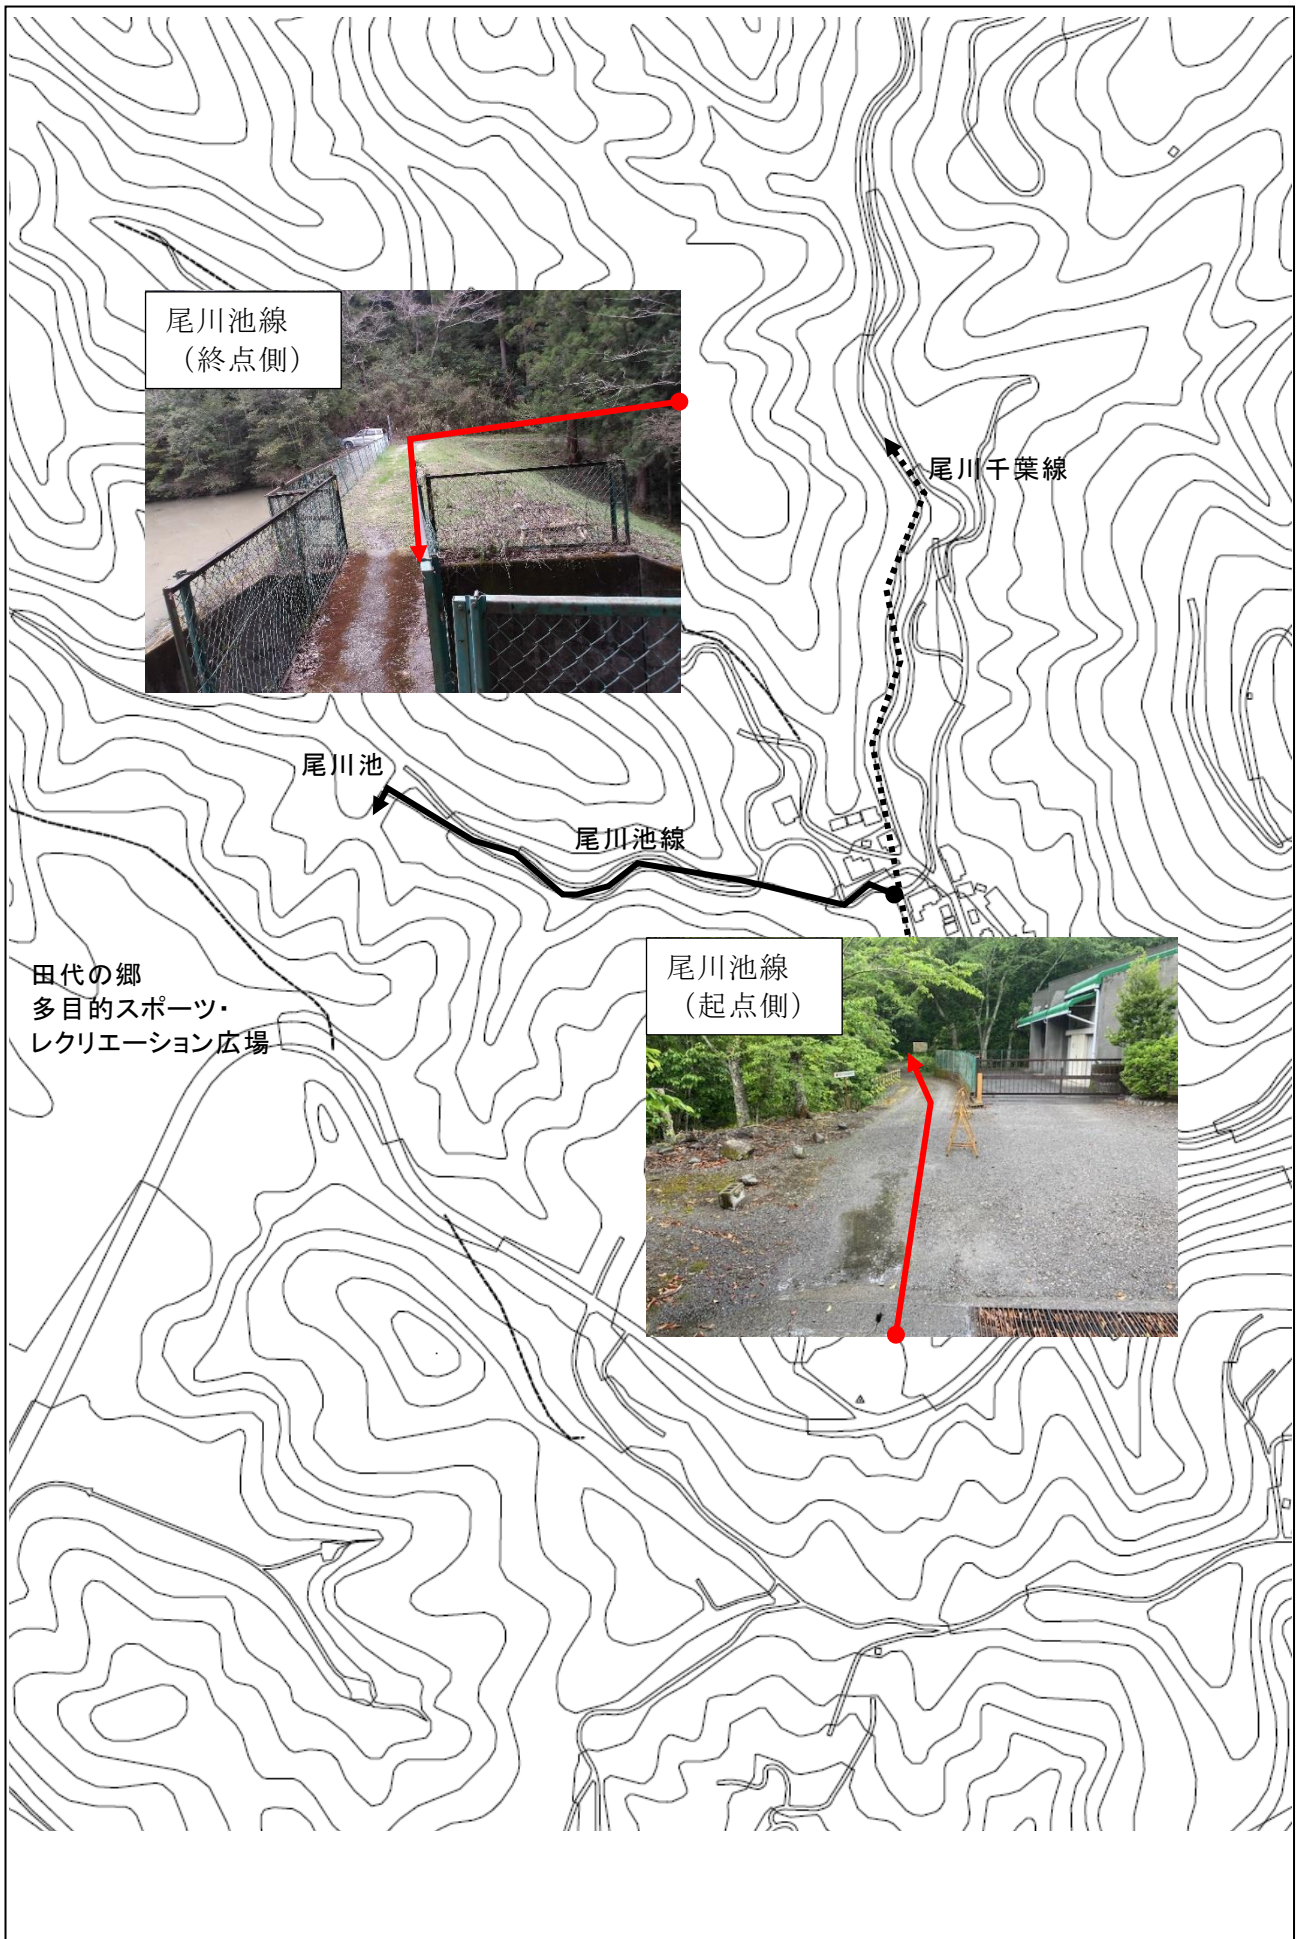 尾川池線
（終点側）
尾川千葉線
尾川池
尾川池線
田代の郷
多目的スポーツ・
レクリエーション広場
尾川池線
（起点側）